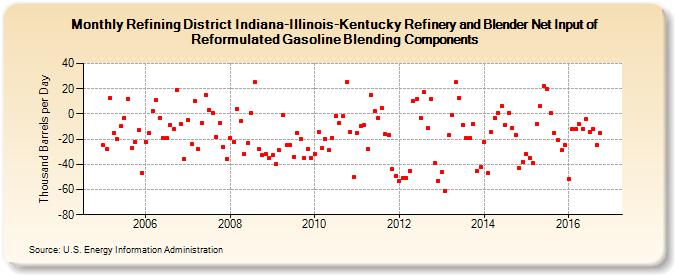 Monthly Refining District Indiana-Illinois-Kentucky Refinery and Blender Net Input of
Reformulated Gasoline Blending Components
Thousand Barrels per Day
40
20
0
-20
-40
-60
-80
2006 2008 2010 2012 2014 2016
Source: U.S. Energy Information Administration